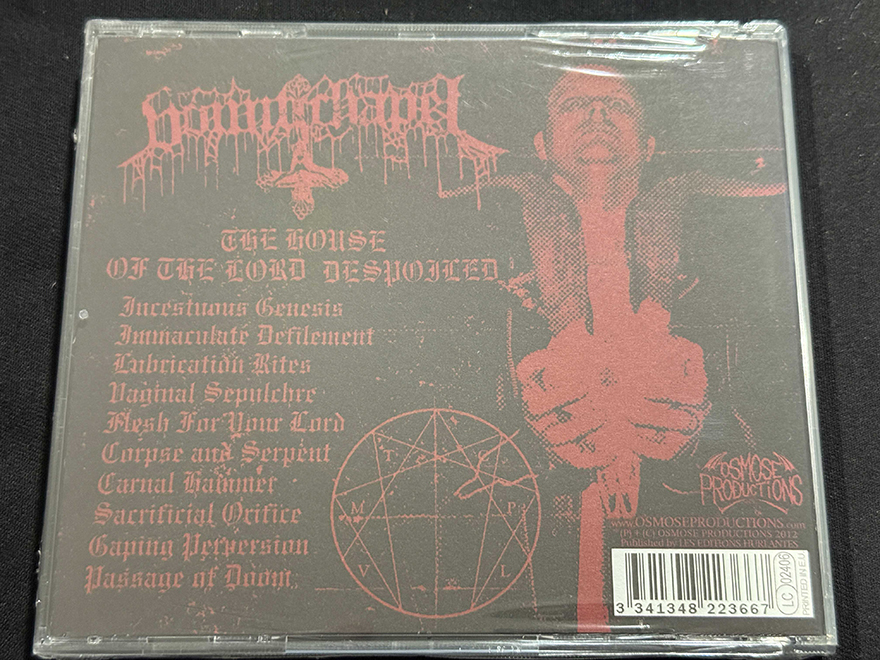 Vomitchapel
THE HOUSE
OF THE LORD DESPOILED
Incestuous Genesis
Immaculate Defilement
Lubrication Rites
Vaginal Sepulchre
Flesh For Your Lord
Corpse and Serpent
Carnal Hammer
Sacrificial Orifice
Gaping Perversion
Passage of Doom
T
M
P
V
L
OSMOSE
PRODUCTIONS
www.OSMOSEPRODUCTIONS.com
(P) + (C) OSMOSE PRODUCTIONS 2012
Published by LES EDITIONS HURLANTES
3 341348 223667
LC 02406
PRINTED IN E.U.